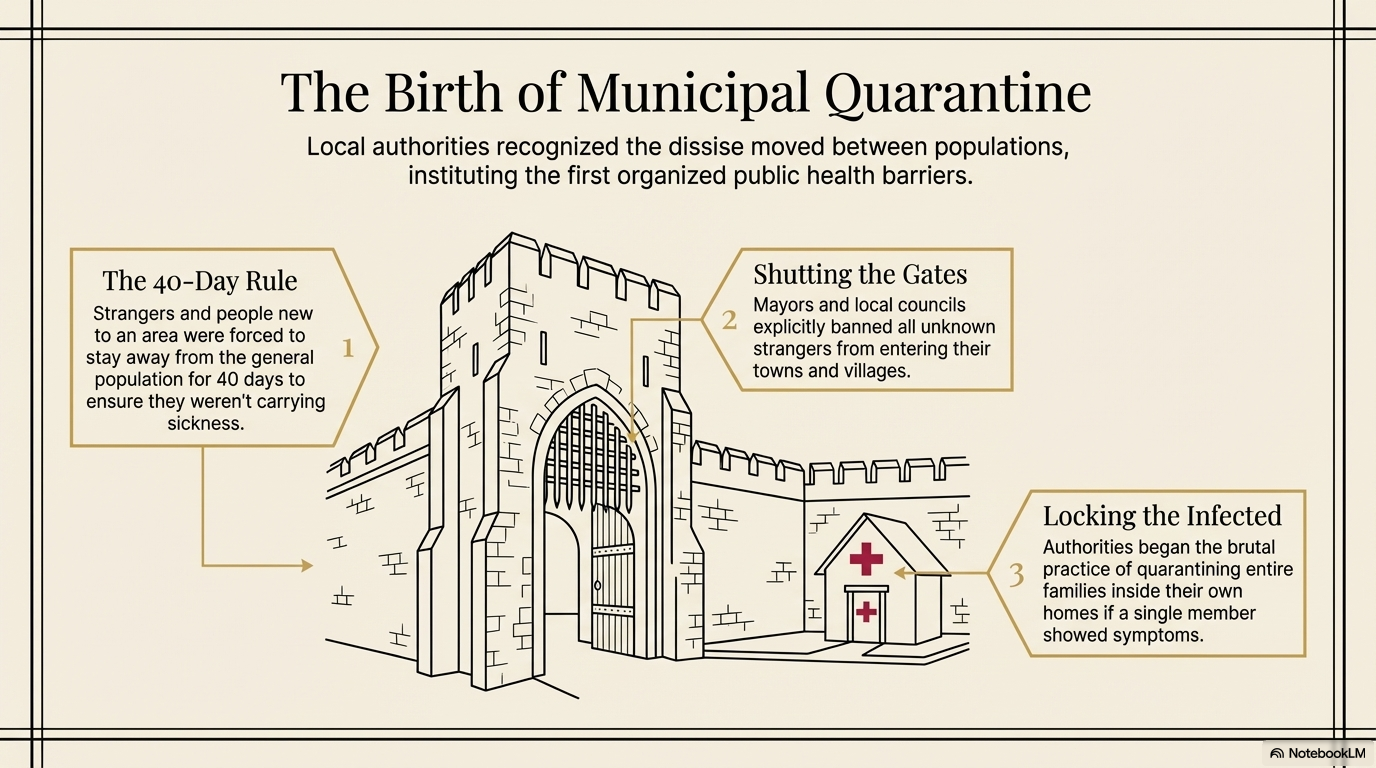 The Birth of Municipal Quarantine
Local authorities recognized the dissise moved between populations,
instituting the first organized public health barriers.
The 40-Day Rule
Strangers and people new
to an area were forced to
stay away from the general
population for 40 days to
ensure they weren't carrying
sickness.
1
2
Shutting the Gates
Mayors and local councils
explicitly banned all unknown
strangers from entering their
towns and villages.
3
Locking the Infected
Authorities began the brutal
practice of quarantining entire
families inside their own
homes if a single member
showed symptoms.
NotebookLM